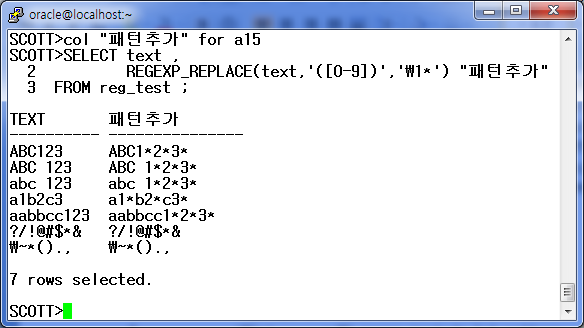 oracle@localhost:~
SCOTT>col "패턴추가" for a15
SCOTT>SELECT text ,
2 REGEXP_REPLACE(text,'([0-9])','₩1*') "패턴추가"
3 FROM reg_test ;
TEXT 패턴추가
---------- ---------------
ABC123 ABC1*2*3*
ABC 123 ABC 1*2*3*
abc 123 abc 1*2*3*
a1b2c3 a1*b2*c3*
aabbcc123 aabbcc1*2*3*
?/!@#$*& ?/!@#$*&
₩~*()., ₩~*().,
7 rows selected.
SCOTT>